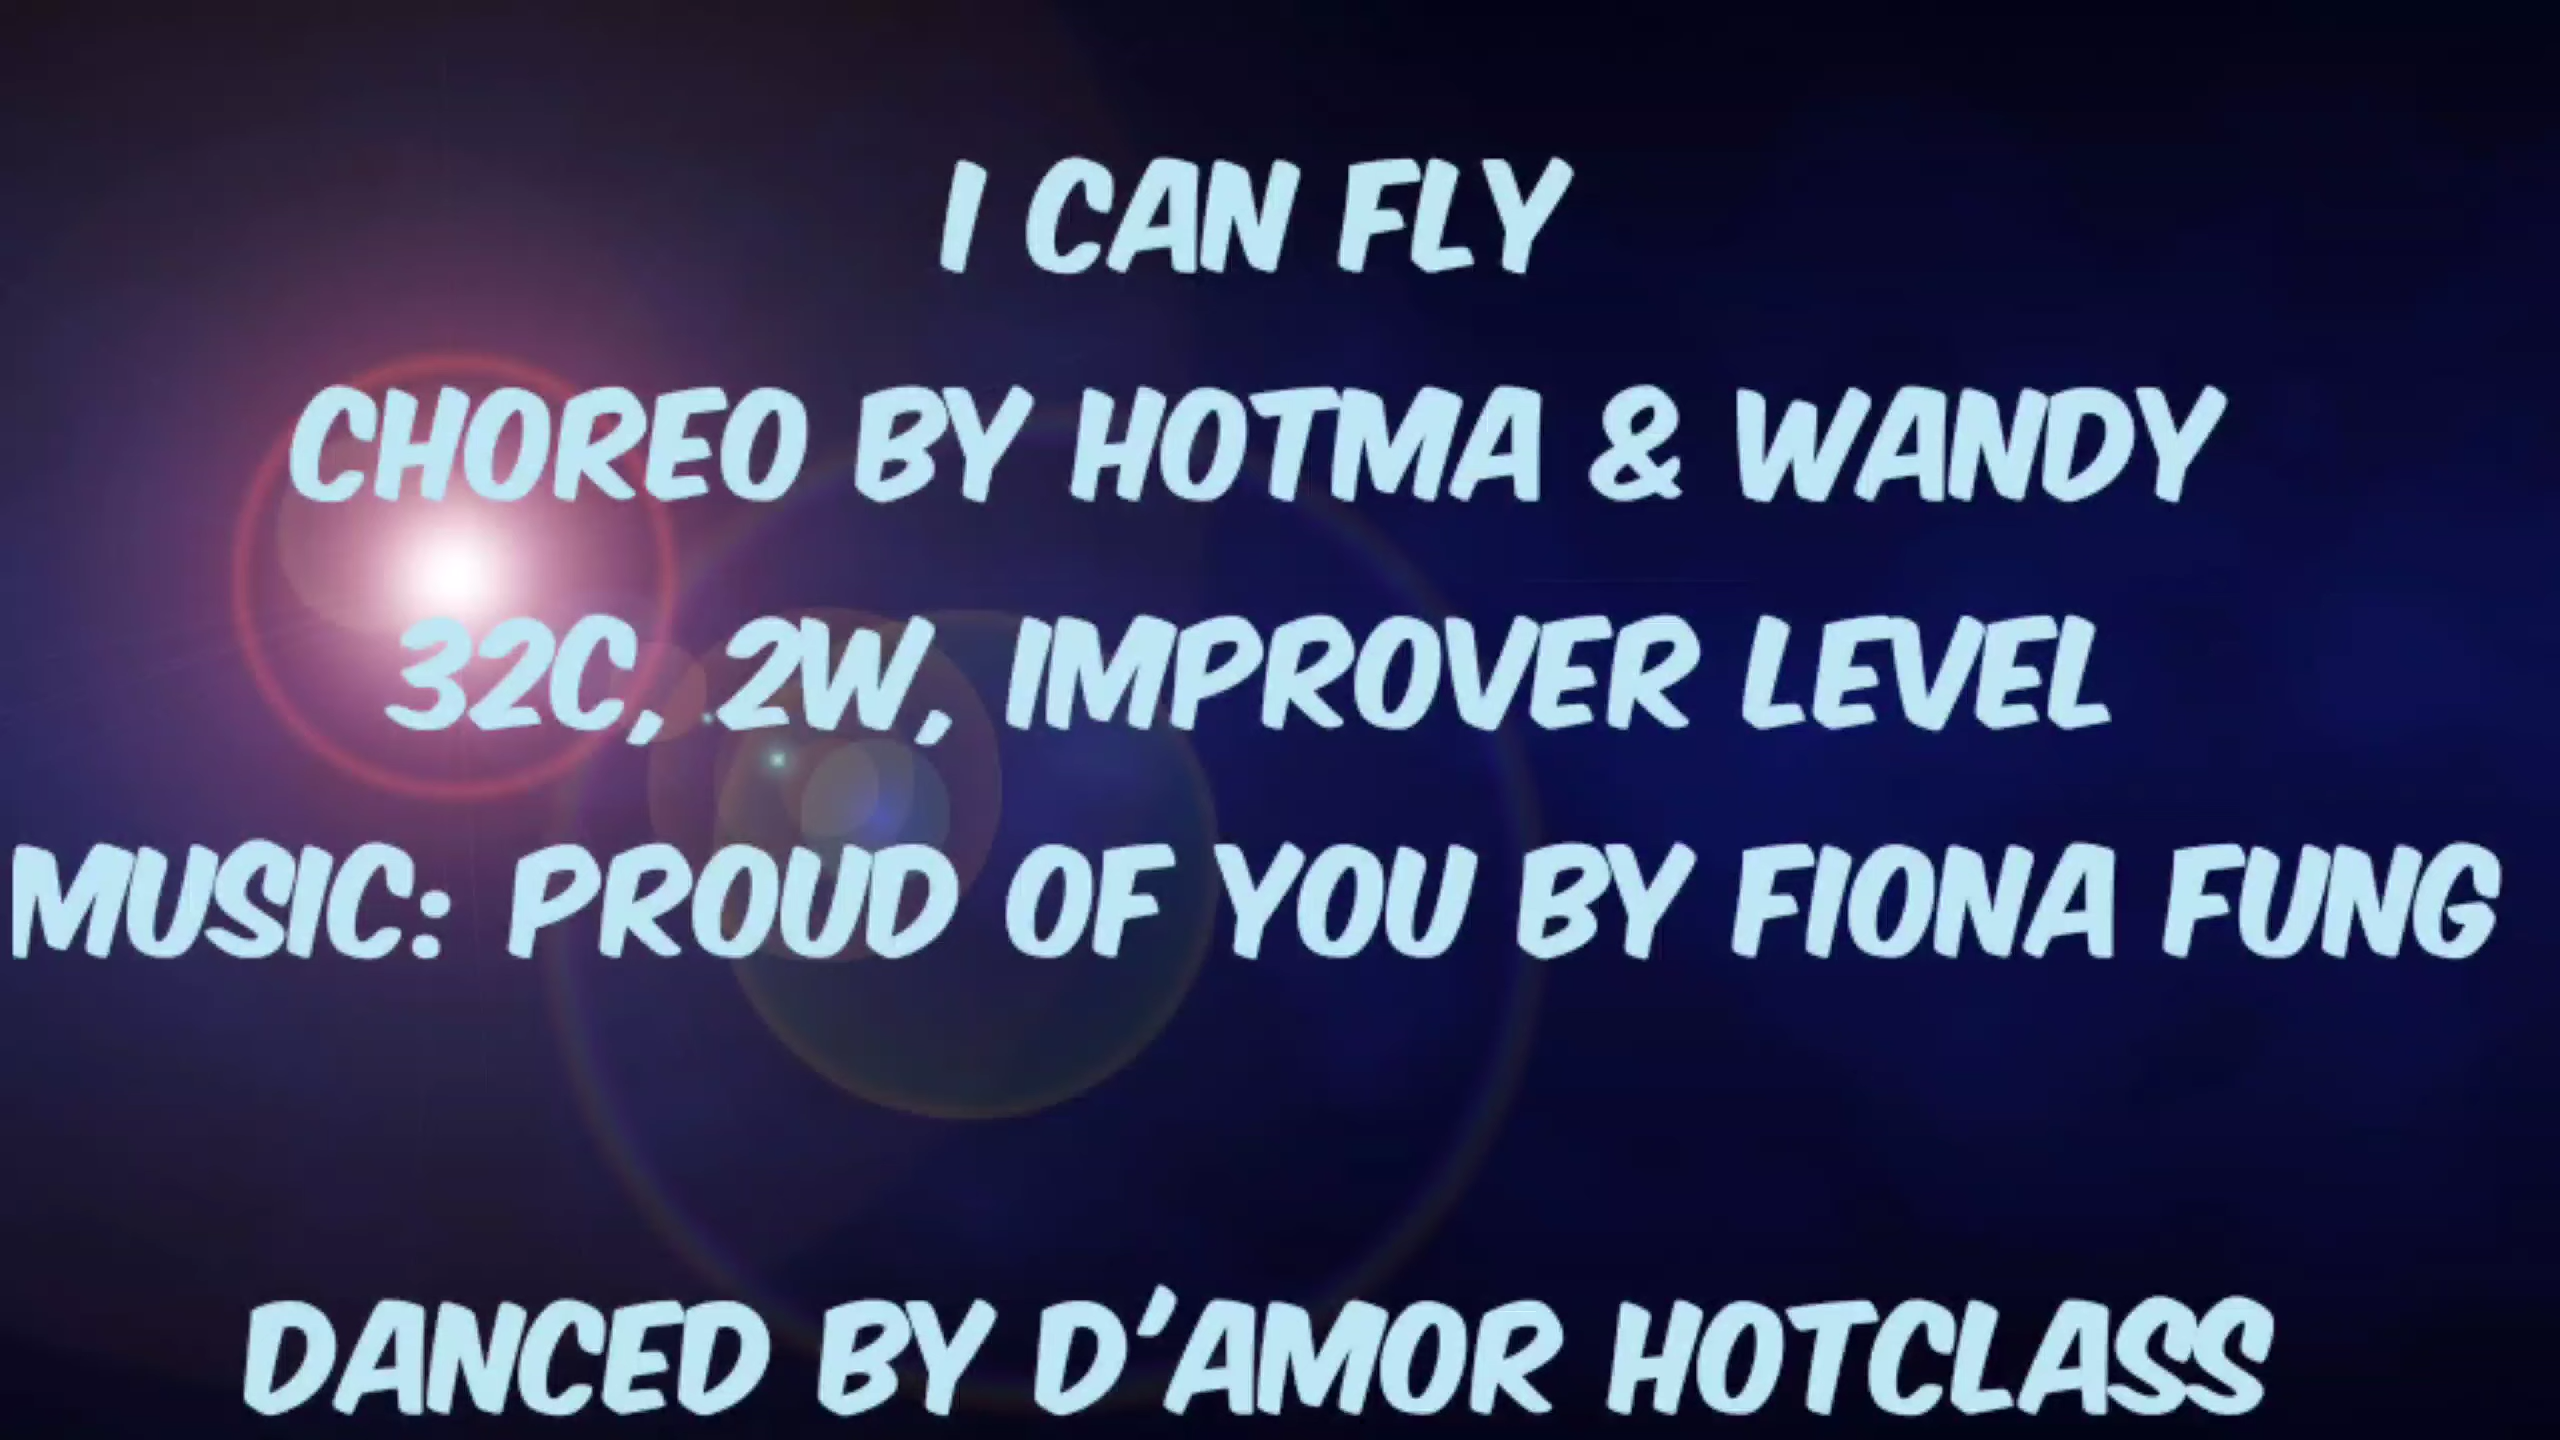 I CAN FLY
CHOREO BY HOTMA & WANDY
32C, 2W, IMPROVER LEVEL
MUSIC: PROUD OF YOU BY FIONA FUNG
DANCED BY D'AMOR HOTCLASS